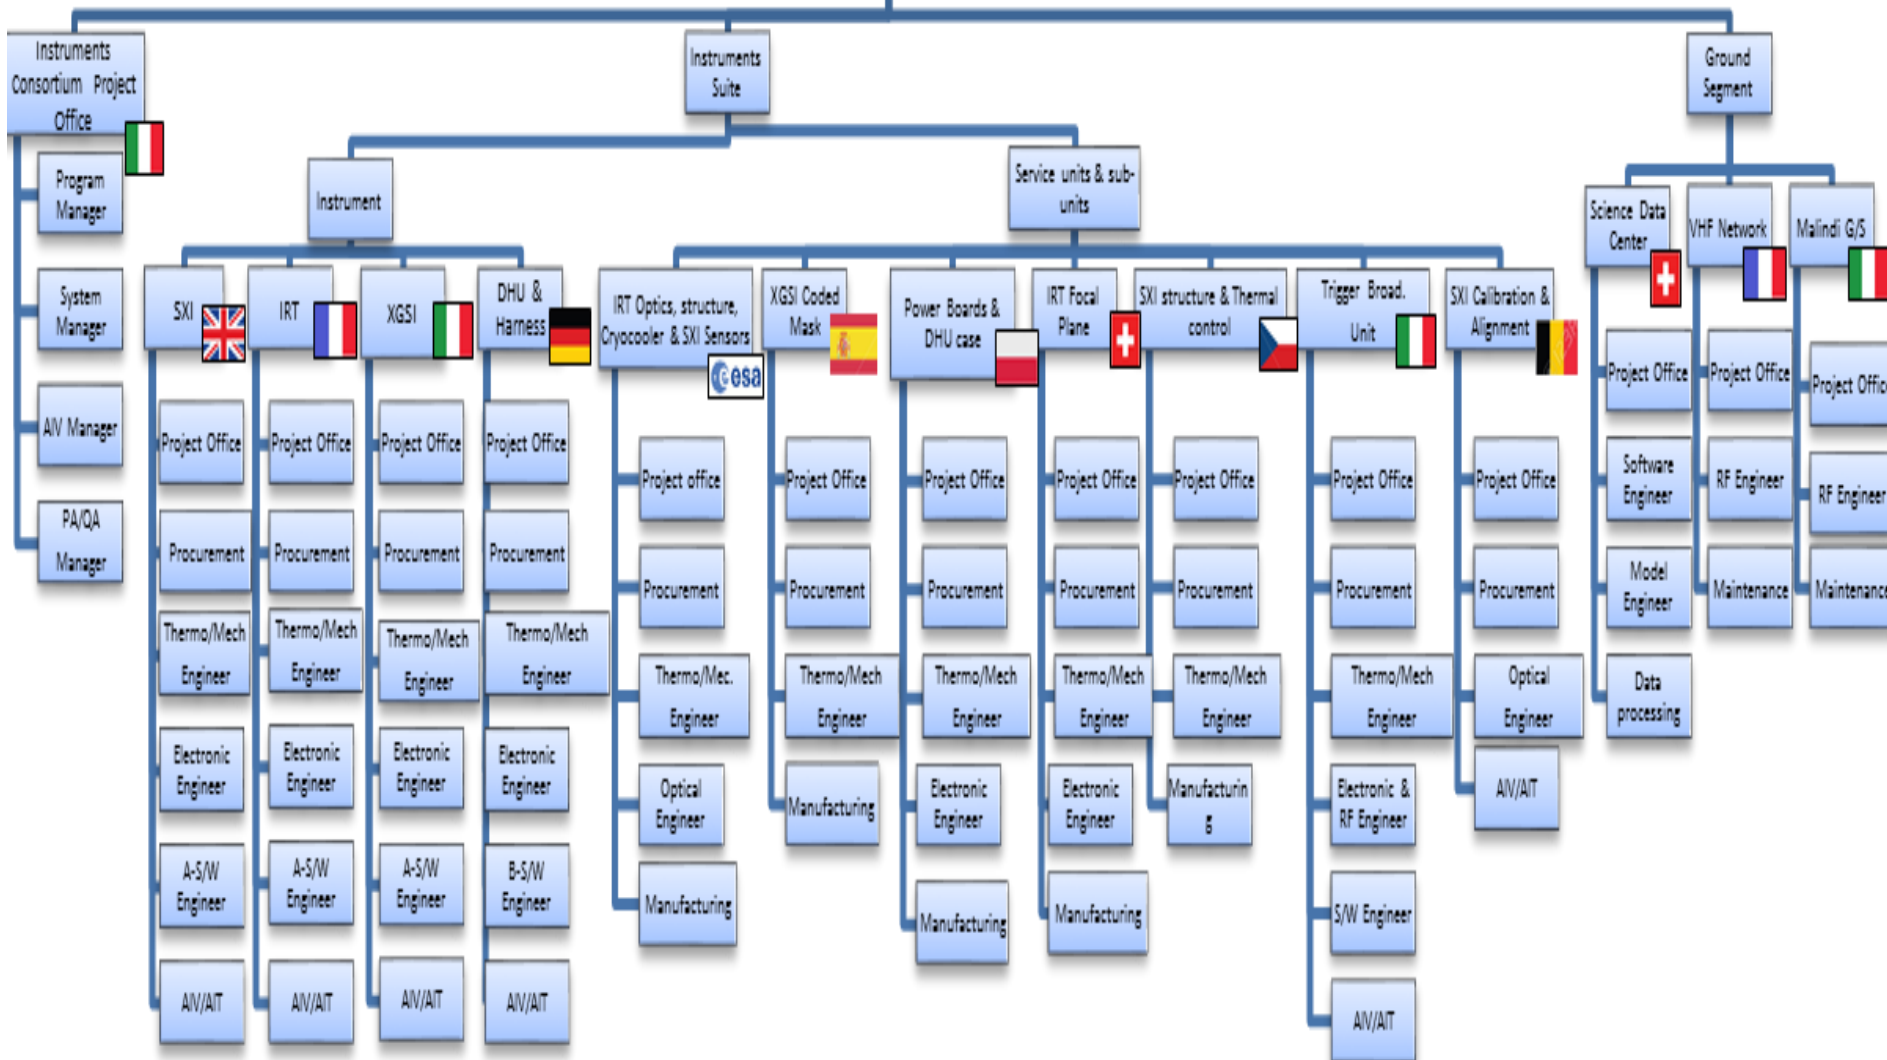 Instruments
Consortium Project
Office
Program
Manager
System
Manager
AIV Manager
PA/QA
Manager
Instruments
Suite
Instrument
SXI
Project Office
Procurement
Thermo/Mech
Engineer
Electronic
Engineer
A-S/W
Engineer
AIV/AIT
IRT
Project Office
Procurement
Thermo/Mech
Engineer
Electronic
Engineer
A-S/W
Engineer
AIV/AIT
XGSI
Project Office
Procurement
Thermo/Mech
Engineer
Electronic
Engineer
A-S/W
Engineer
AIV/AIT
DHU &
Harness
Project Office
Procurement
Thermo/Mech
Engineer
Electronic
Engineer
B-S/W
Engineer
AIV/AIT
Service units & sub-
units
IRT Optics, structure,
Cryocooler & SXI Sensors
esa
Project office
Procurement
Thermo/Mec.
Engineer
Optical
Engineer
Manufacturing
XGSI Coded
Mask
Project Office
Procurement
Thermo/Mech
Engineer
Manufacturing
Power Boards &
DHU case
Project Office
Procurement
Thermo/Mech
Engineer
Electronic
Engineer
Manufacturing
IRT Focal
Plane
Project Office
Procurement
Thermo/Mech
Engineer
Electronic
Engineer
Manufacturing
SXI structure & Thermal
control
Project Office
Procurement
Thermo/Mech
Engineer
Manufacturin
g
Trigger Broad.
Unit
Project Office
Procurement
Thermo/Mech
Engineer
Electronic &
RF Engineer
S/W Engineer
AIV/AIT
SXI Calibration &
Alignment
Project Office
Procurement
Optical
Engineer
AIV/AIT
Ground
Segment
Science Data
Center
Project Office
Software
Engineer
Model
Engineer
Data
processing
VHF Network
Project Office
RF Engineer
Maintenance
Malindi G/S
Project Office
RF Engineer
Maintenance